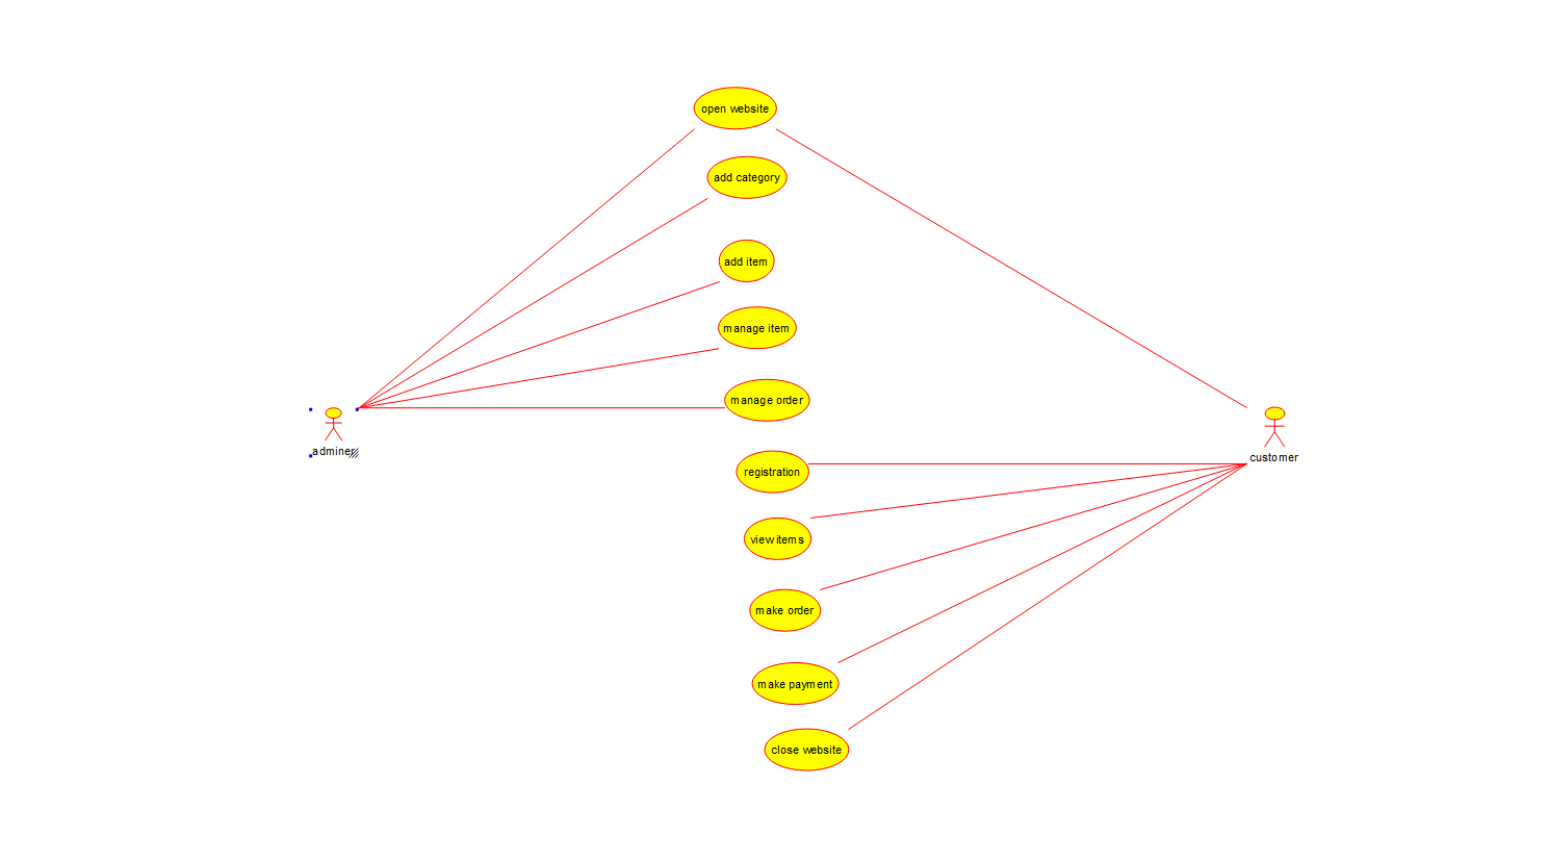 open website
add category
add item
manage item
manage order
adminer
customer
registration
view items
make order
make payment
close website